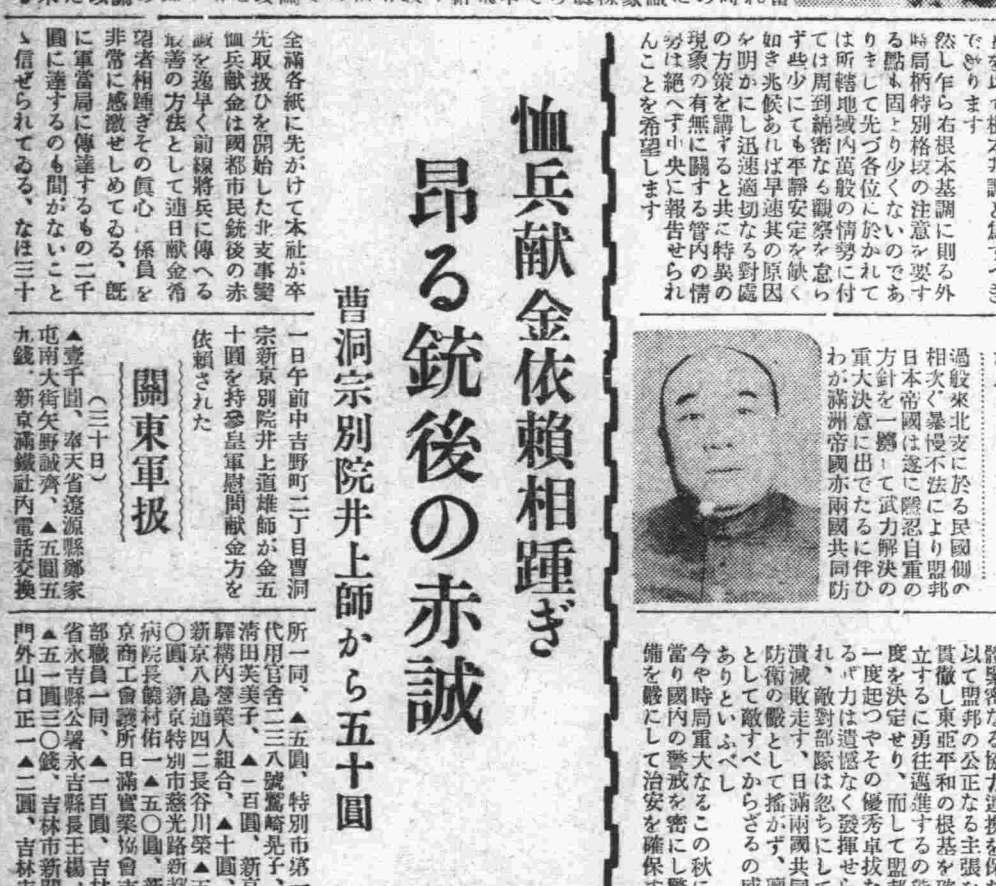 であります
然し乍ら右根本基調に則る外
時局柄特別格段の注意を要す
る點も固より少くないのであ
りまして先づ各位に於かれて
は所轄地域内萬般の情勢に付
ては周到綿密なる觀察を怠ら
ず些少にても平靜安定を缺く
如き兆候あれば早速其の原因
を明かにし迅速適切なる對處
の方策を講ずると共に特異の
現象の有無に關する管内の情
勢は絶へず中央に報告せられ
んことを希望します
過般來北支に於る民國側の
相次ぐ暴慢不法により盟邦
日本帝國は遂に隱忍自重の
方針を一擲して武力解決の
重大決意に出でたるに伴ひ
わが滿洲帝國亦兩國共同防
以て盟邦の公正なる主張を
貫徹し東亞平和の根基を確
立するに勇往邁進するの
度を決定せり、而して盟邦
一度起つやその優秀卓拔な
る力は遺憾なく發揮せら
れ、敵對部隊は忽ちにして
潰滅敗走す、日滿兩國共同
防衛の嚴として搖がず、
として敵すべからざるの
ありといふべし
今や時局重大なるこの秋に
當り國内の警戒を密にし警
備を嚴にして治安を確保す
恤兵献金依賴相踵ぎ
昂る銃後の赤誠
曹洞宗別院井上師から五十圓
全滿各紙に先がけて本社が卒
先取扱ひを開始した北支事變
恤兵献金は國都市民銃後の赤
誠を逸早く前線將兵に傳へる
最善の方法として連日献金希
望者相踵ぎその眞心 係員を
非常に感激せしめてゐる、既
に軍當局に傳達するもの二千
圓に達するのも間がないこと
ゝ信ぜられてゐる、なほ三十
一日午前中吉野町二丁目曹洞
宗新京別院井上道雄師が金五
十圓を持參皇軍慰問献金方を
依賴された
關東軍扱
（三十日）
▲壹千圓、奉天省遼源縣鄭家
屯南大街矢野誠齊、▲五圓五
九錢、新京滿鐵社内電話交換
所一同、▲五圓、特別市第一
代用官舍二三八號鷲崎晃子、
淸田芙美子、▲一百圓、新京
驛構内營業人組合、▲十圓、
新京八島通四二長谷川榮▲五
〇圓、新京特別市慈光路新京
病院長饒村佑一▲五〇圓、新
京商工會議所日滿實業協會支
部職員一同、▲一百圓、吉林
省永吉縣公署永吉縣長王楊、
▲五一圓三〇錢、吉林市新開
門外山口正一▲二圓、吉林市